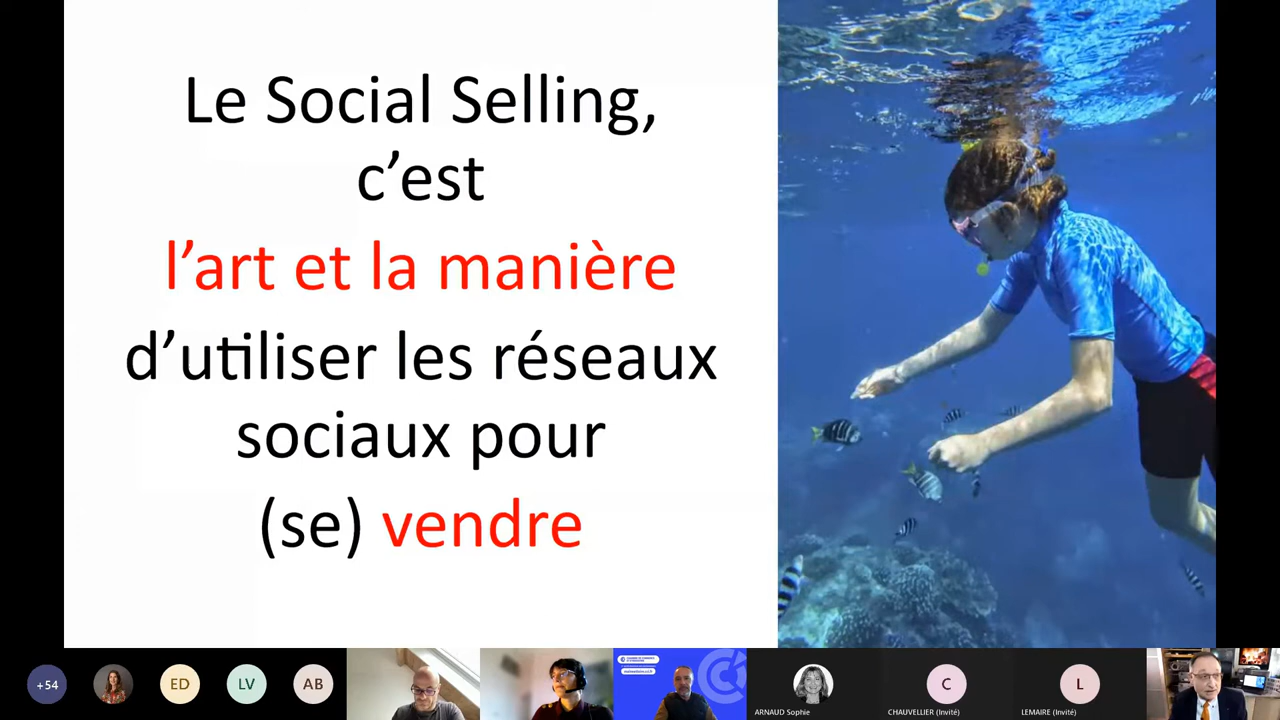 Le Social Selling,
c’est
l’art et la manière
d’utiliser les réseaux
sociaux pour
(se) vendre
+54
ED
LV
AB
ARNAUD Sophie
C
CHAUVELLIER (Invité)
L
LEMAIRE (Invité)